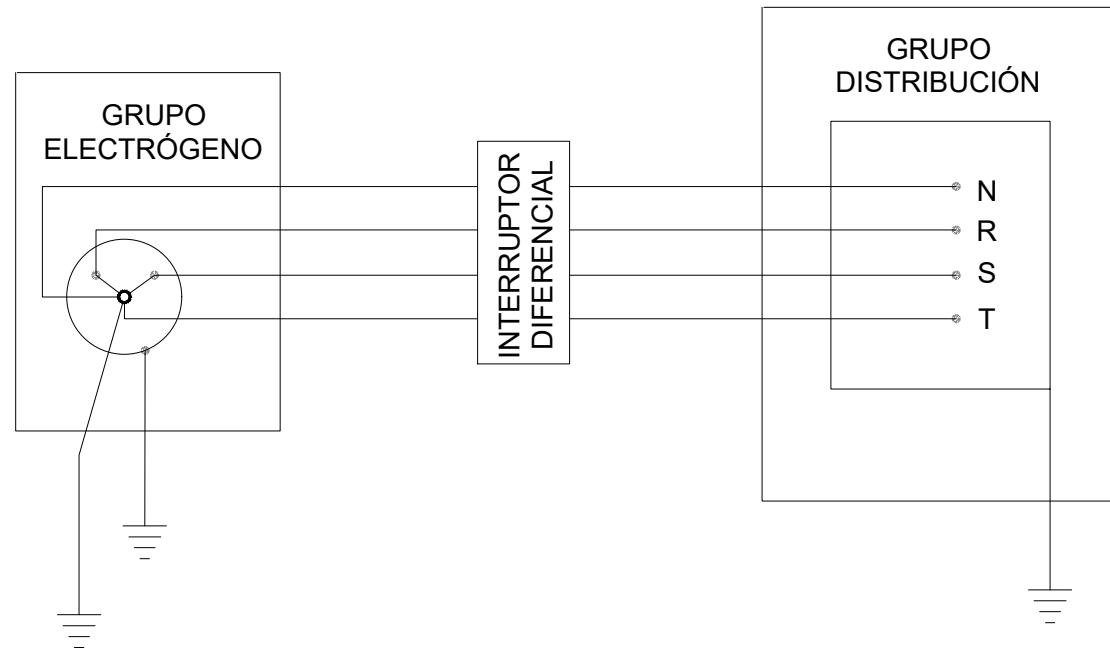 GRUPO
ELECTRÓGENO
INTERRUPTOR
DIFERENCIAL
GRUPO
DISTRIBUCIÓN
N
R
S
T